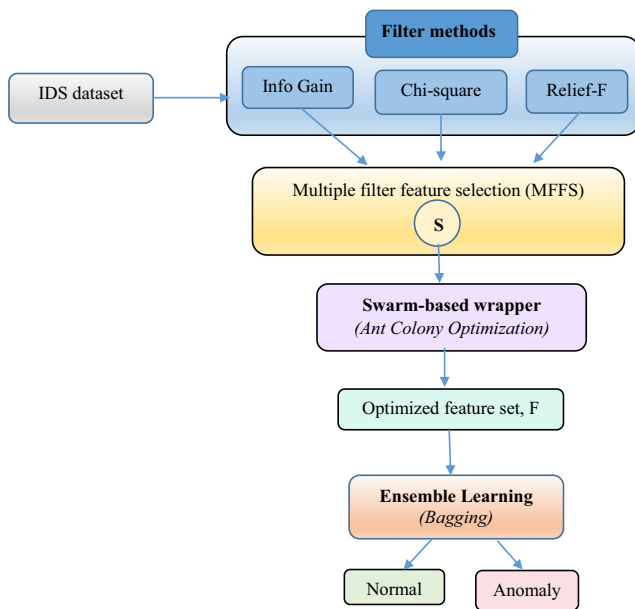 Filter methods
IDS dataset
Info Gain
Chi-square
Relief-F
Multiple filter feature selection (MFFS)
S
Swarm-based wrapper
(Ant Colony Optimization)
Optimized feature set, F
Ensemble Learning
(Bagging)
Normal
Anomaly